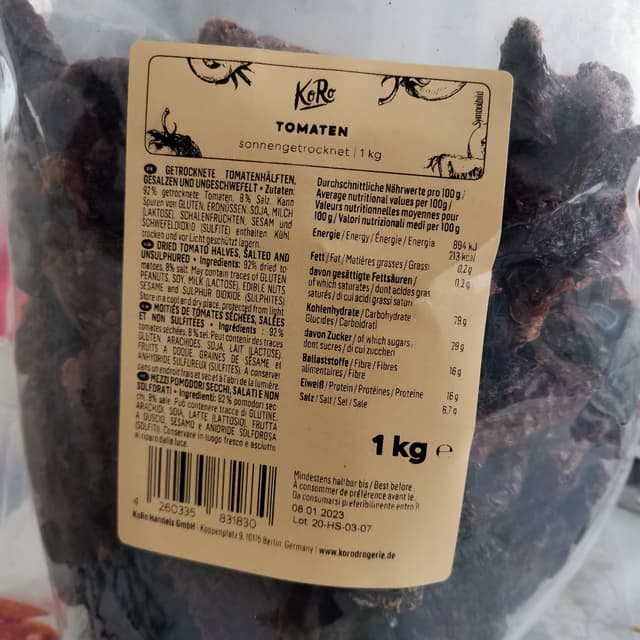 KoRo
TOMATEN
sonnengetrocknet | 1 kg
Symbolbild
DE GETROCKNETE TOMATENHÄLFTEN,
GESALZEN UND UNGESCHWEFELT • Zutaten:
92% getrocknete Tomaten, 8% Salz. Kann
Spuren von GLUTEN, ERDNÜSSEN, SOJA, MILCH
(LAKTOSE), SCHALENFRÜCHTEN, SESAM und
SCHWEFELDIOXID (SULFITE) enthalten. Kühl,
trocken und vor Licht geschützt lagern.
DRIED TOMATO HALVES, SALTED AND
UNSULPHURED • Ingredients: 92% dried to-
matoes, 8% salt. May contain traces of GLUTEN
PEANUTS, SOY, MILK (LACTOSE), EDIBLE NUTS
SESAME and SULPHUR DIOXIDE (SULPHITES)
Store in a cool and dry place, protected from light
MOITIÉS DE TOMATES SÉCHÉES, SALÉES
ET NON SULFITÉES • Ingrédients : 92%
tomates séchées, 8% sel. Peut contenir des traces
GLUTEN, ARACHIDES, SOJA, LAIT (LACTOSE),
FRUITS À COQUE, GRAINES DE SÉSAME et
ANHYDRIDE SULFUREUX (SULFITES). À conserver
dans un endroit frais et sec et à l'abri de la lumière.
MEZZI POMODORI SECCHI, SALATI E NON
SOLFORATI • Ingredienti: 92% pomodori sec-
chi, 8% sale. Può contenere tracce di GLUTINE,
ARACHIDI, SOIA, LATTE (LATTOSIO), FRUTTA
A GUSCIO, SESAMO e ANIDRIDE SOLFOROSA
(SOLFITI). Conservare in luogo fresco e asciutto
al riparo dalla luce.
Durchschnittliche Nährwerte pro 100 g /
Average nutritional values per 100g /
Valeurs nutritionnelles moyennes pour
100 g / Valori nutrizionali medi per 100 g
Energie / Energy / Énergie / Energia 894 kJ
213 kcal
Fett / Fat / Matières grasses / Grassi 0.2g
davon gesättigte Fettsäuren / 0.2g
of which saturates / dont acides gras
saturés / di cui acidi grassi saturi
Kohlenhydrate / Carbohydrate 29g
Glucides / Carboidrati
davon Zucker / of which sugars 29g
dont sucres / di cui zuccheri
Ballaststoffe / Fibre / Fibres 16g
alimentaires / Fibre
Eiweiß / Protein / Protéines / Proteine 16g
Salz / Salt / Sel / Sale 6.7g
1 kg ℮
4 260335 831830
Mindestens haltbar bis / Best before
À consommer de préférence avant le
Da consumarsi preferibilmente entro il
08.01.2023
Lot: 20-HS-03-07
KoRo Handels GmbH | Koppenplatz 9, 10115 Berlin, Germany | www.korodrogerie.de